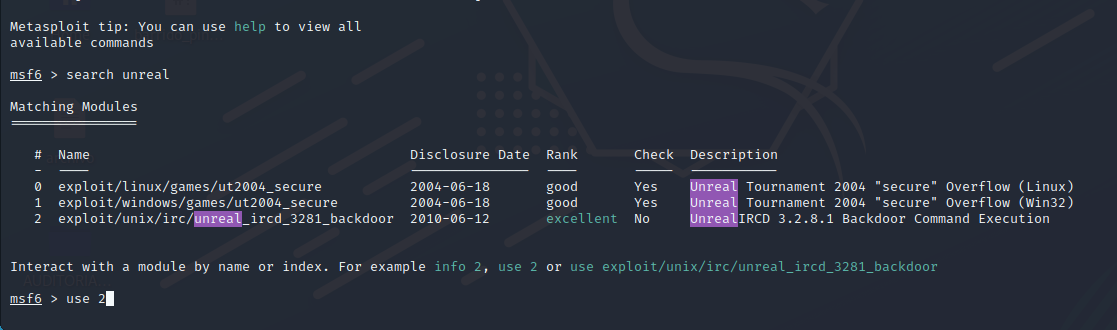 Metasploit tip: You can use help to view all
available commands
msf6 > search unreal
Matching Modules
================
# Name Disclosure Date Rank Check Description
- ---- --------------- ---- ----- -----------
0 exploit/linux/games/ut2004_secure 2004-06-18 good Yes Unreal Tournament 2004 "secure" Overflow (Linux)
1 exploit/windows/games/ut2004_secure 2004-06-18 good Yes Unreal Tournament 2004 "secure" Overflow (Win32)
2 exploit/unix/irc/unreal_ircd_3281_backdoor 2010-06-12 excellent No UnrealIRCD 3.2.8.1 Backdoor Command Execution
Interact with a module by name or index. For example info 2, use 2 or use exploit/unix/irc/unreal_ircd_3281_backdoor
msf6 > use 2